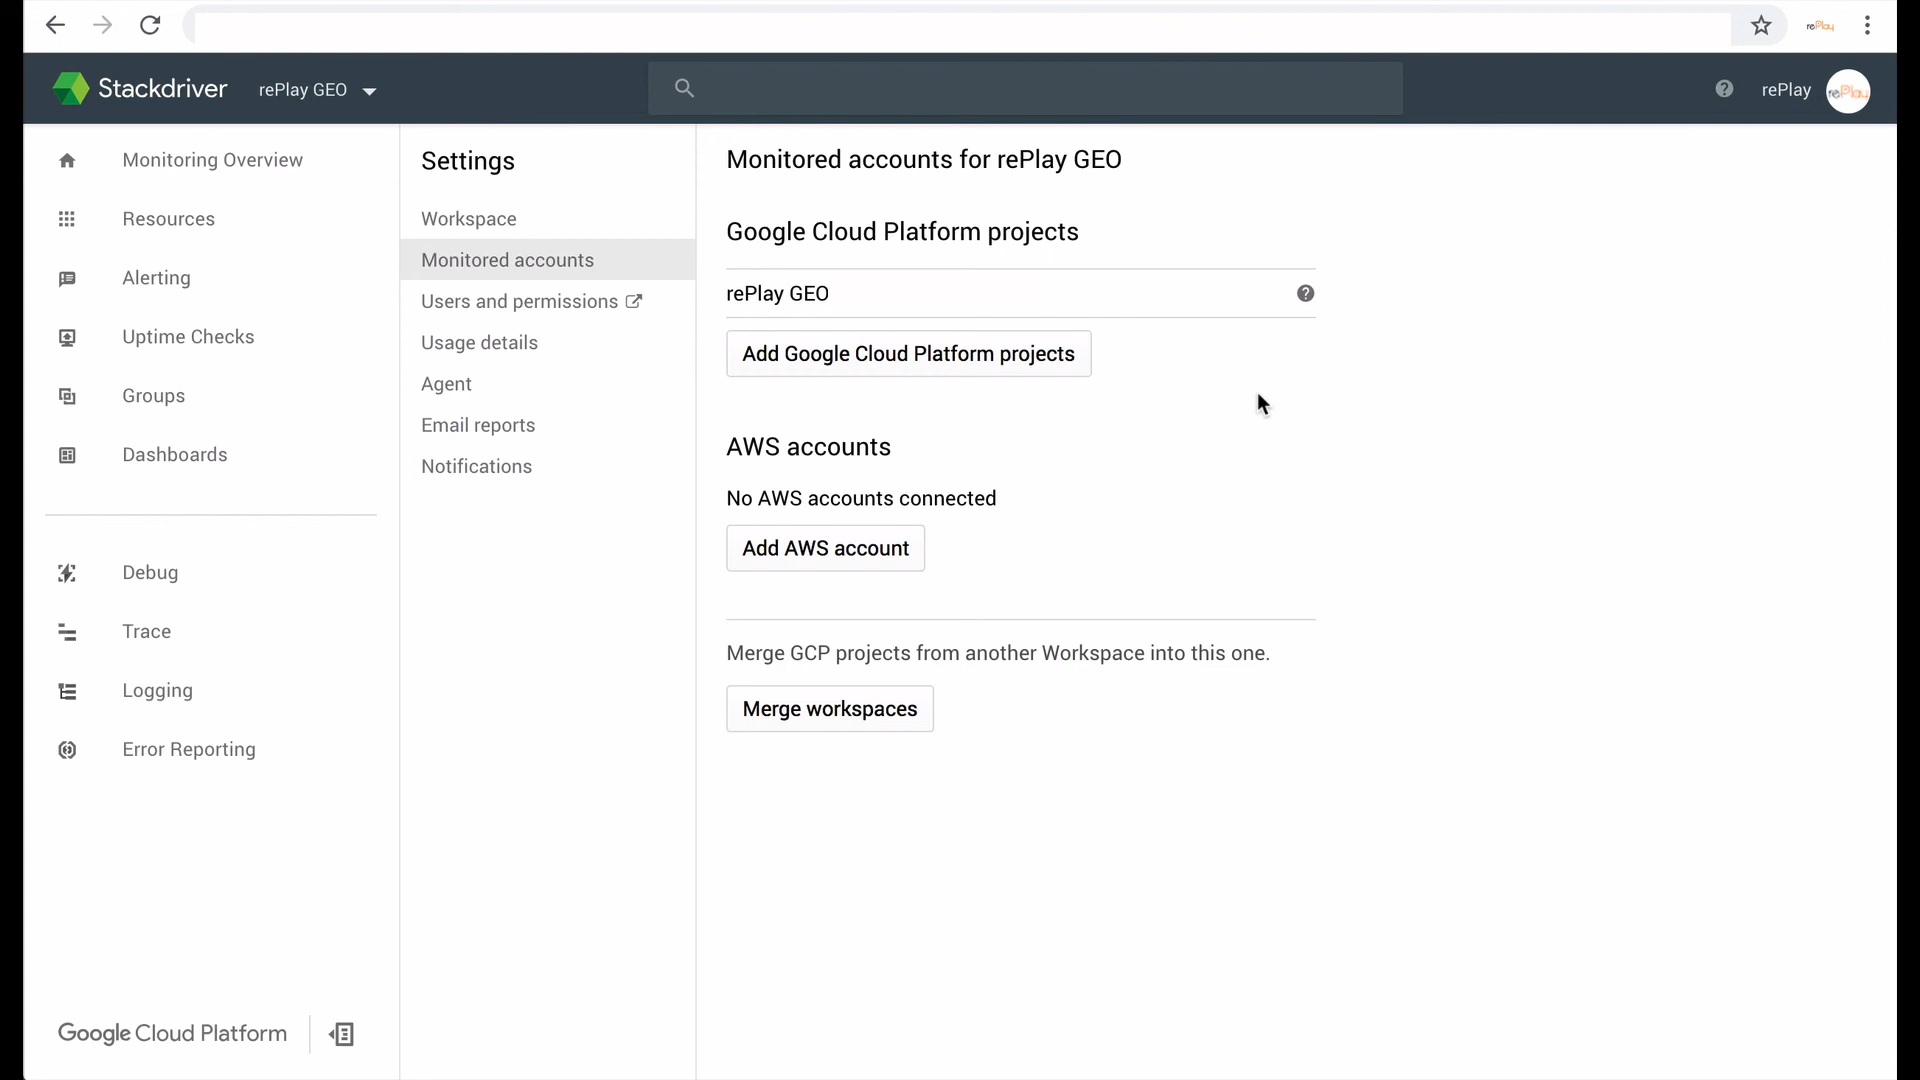 rePlay
Stackdriver
rePlay GEO
rePlay
rePlay
Monitoring Overview
Resources
Alerting
Uptime Checks
Groups
Dashboards
Debug
Trace
Logging
Error Reporting
Google Cloud Platform
Settings
Workspace
Monitored accounts
Users and permissions
Usage details
Agent
Email reports
Notifications
Monitored accounts for rePlay GEO
Google Cloud Platform projects
rePlay GEO
Add Google Cloud Platform projects
AWS accounts
No AWS accounts connected
Add AWS account
Merge GCP projects from another Workspace into this one.
Merge workspaces